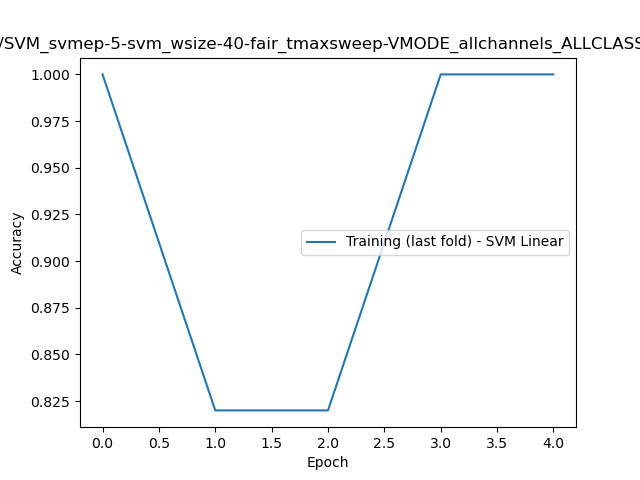 /SVM_svmep-5-svm_wsize-40-fair_tmaxsweep-VMODE_allchannels_ALLCLASS
1.000
0.975
0.950
0.925
0.900
0.875
0.850
0.825
Accuracy
Training (last fold) - SVM Linear
0.0 0.5 1.0 1.5 2.0 2.5 3.0 3.5 4.0
Epoch